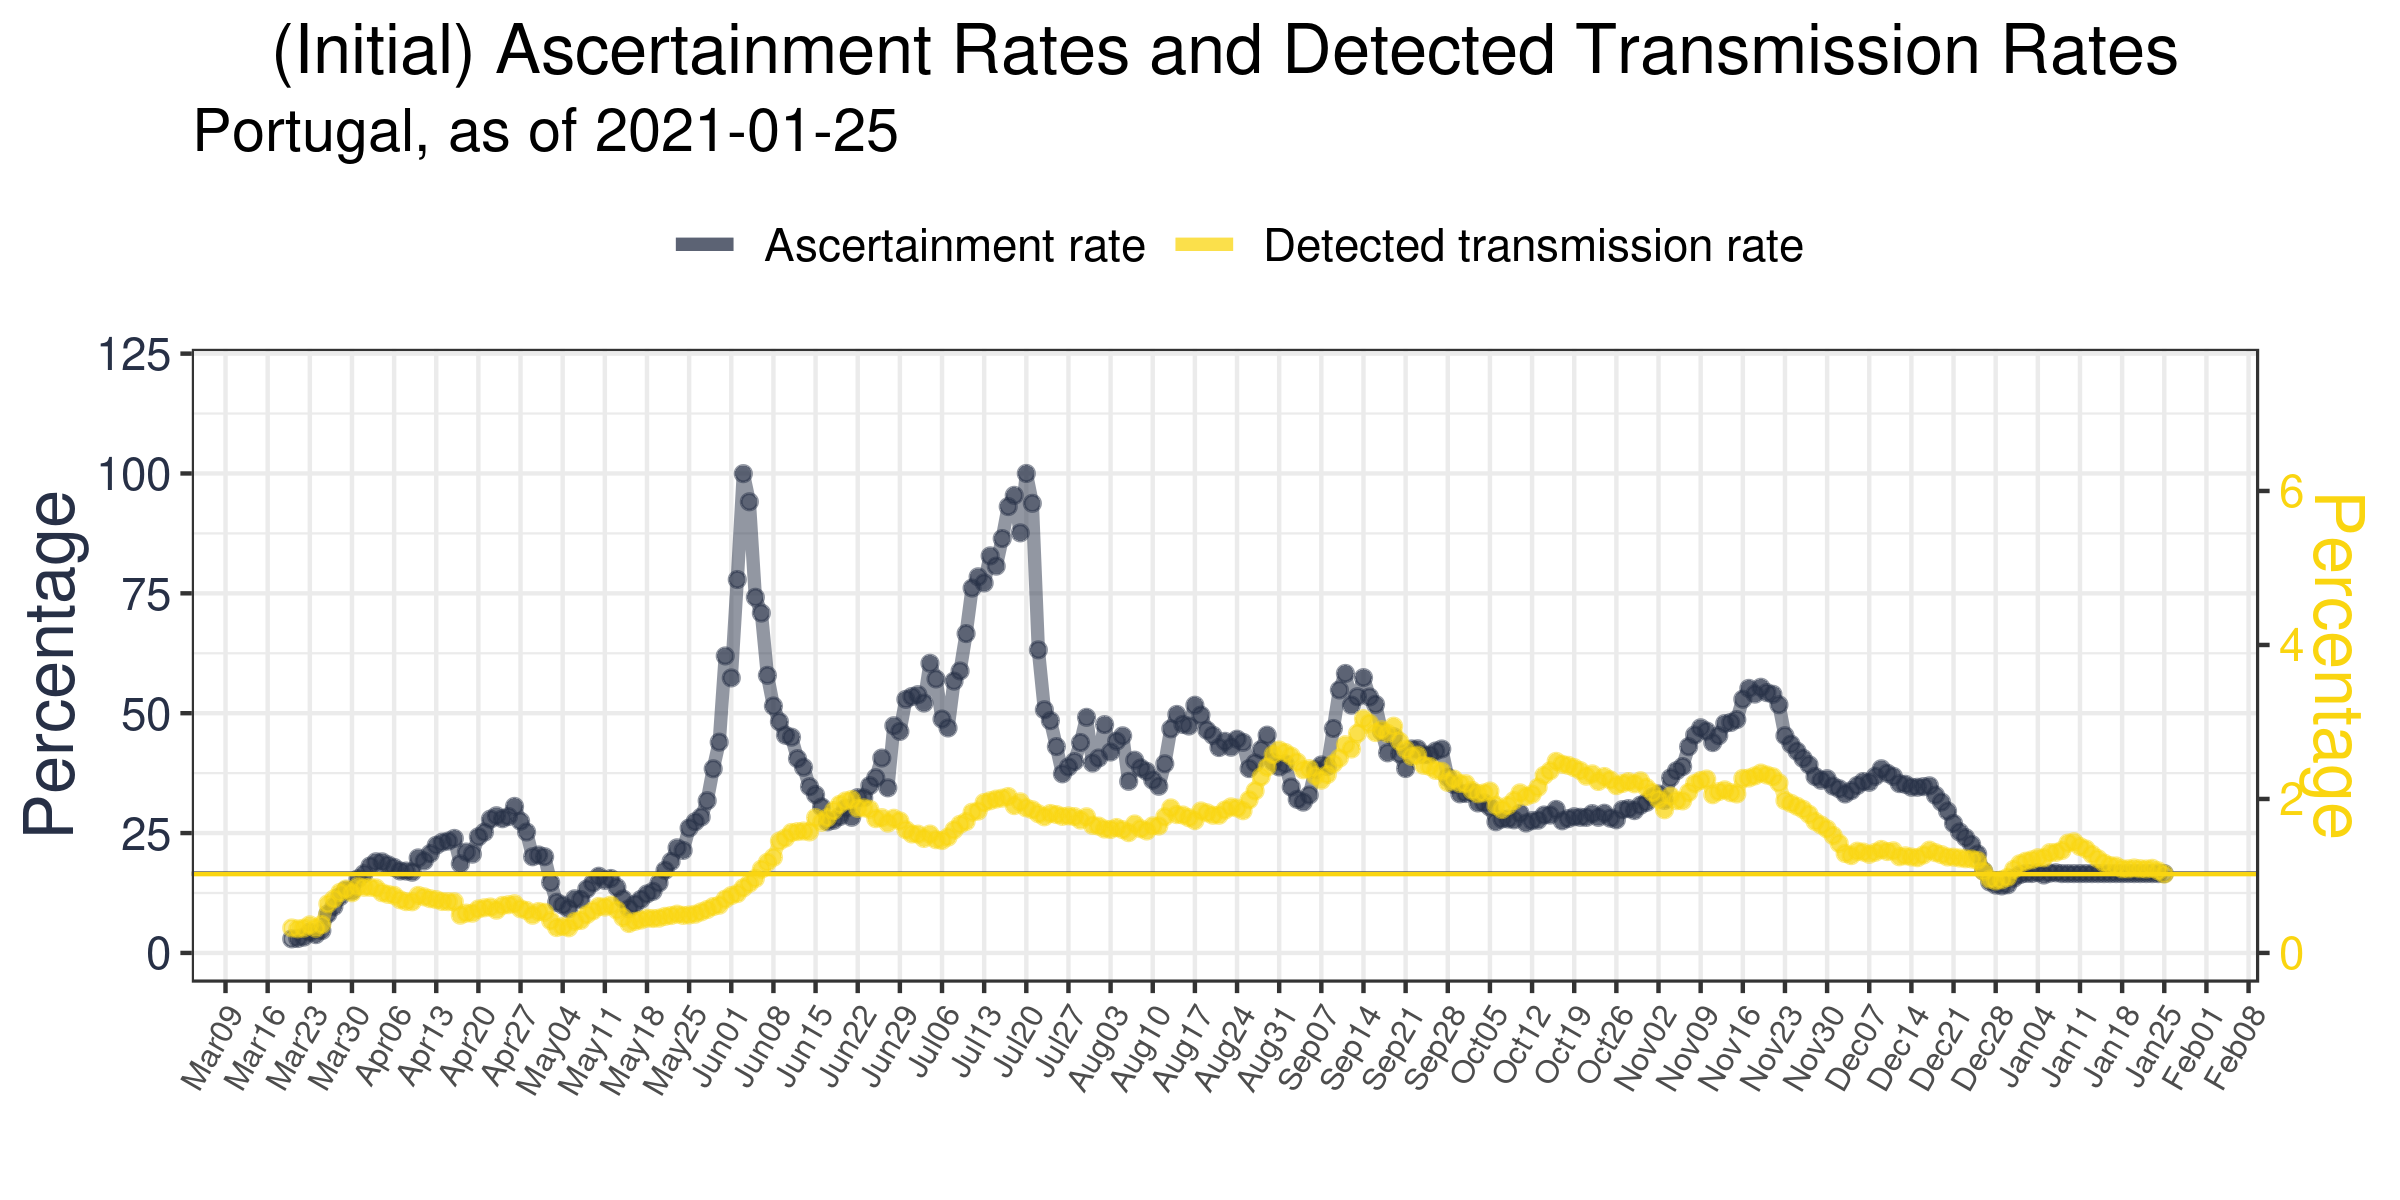 (Initial) Ascertainment Rates and Detected Transmission Rates
Portugal, as of 2021-01-25
Ascertainment rate
Detected transmission rate
Percentage
125
100
75
50
25
0
6
4
2
0
Percentage
Mar09
Mar16
Mar23
Mar30
Apr06
Apr13
Apr20
Apr27
May04
May11
May18
May25
Jun01
Jun08
Jun15
Jun22
Jun29
Jul06
Jul13
Jul20
Jul27
Aug03
Aug10
Aug17
Aug24
Aug31
Sep07
Sep14
Sep21
Sep28
Oct05
Oct12
Oct19
Oct26
Nov02
Nov09
Nov16
Nov23
Nov30
Dec07
Dec14
Dec21
Dec28
Jan04
Jan11
Jan18
Jan25
Feb01
Feb08